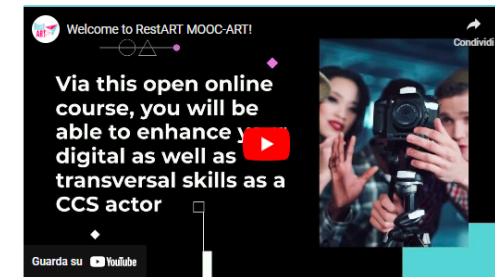 Welcome to RestART MOOC-ART!
Condividi
Via this open online
course, you will be
able to enhance
digital as well as
transversal skills as a
CCS actor
Guarda su YouTube